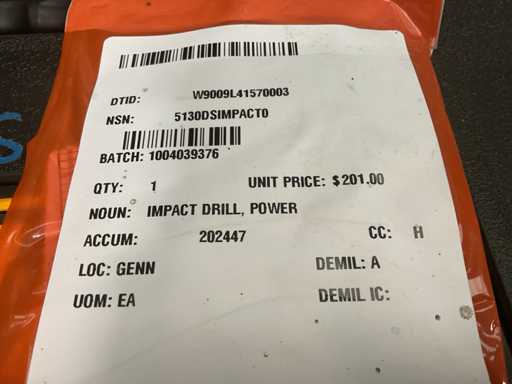 DTID: W9009L41570003
NSN: 5130DSIMPACT0
BATCH: 1004039376
QTY: 1 UNIT PRICE: $201.00
NOUN: IMPACT DRILL, POWER
ACCUM: 202447 CC: H
LOC: GENN DEMIL: A
UOM: EA DEMIL IC: